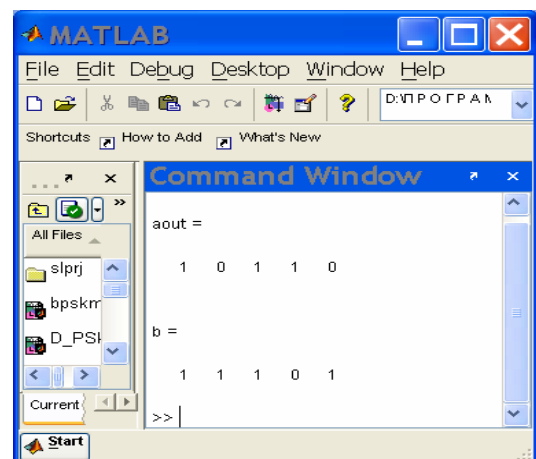 MATLAB
File Edit Debug Desktop Window Help
D:\ПРОГРАМ
Shortcuts How to Add What's New
... Command Window
»
All Files
slprj
bpskm
D_PSK
Current
aout =
1 0 1 1 0
b =
1 1 1 0 1
>>
Start